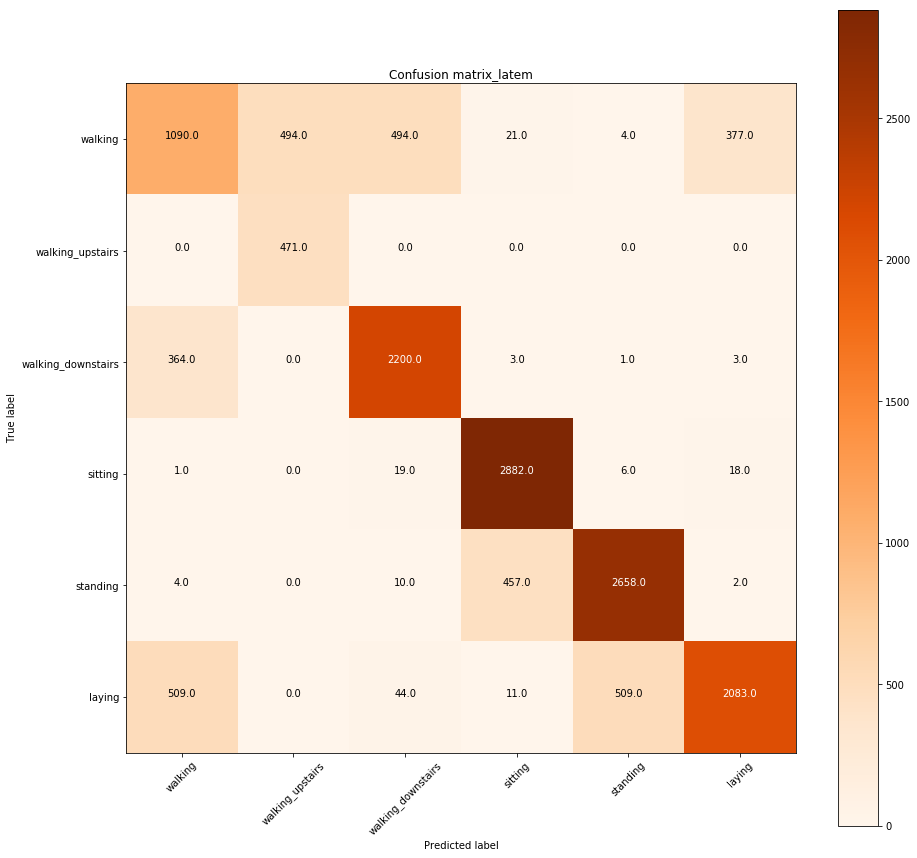 Confusion matrix_latem
walking 1090.0 494.0 494.0 21.0 4.0 377.0
walking_upstairs 0.0 471.0 0.0 0.0 0.0 0.0
walking_downstairs 364.0 0.0 2200.0 3.0 1.0 3.0
sitting 1.0 0.0 19.0 2882.0 6.0 18.0
standing 4.0 0.0 10.0 457.0 2658.0 2.0
laying 509.0 0.0 44.0 11.0 509.0 2083.0
True label
walking walking_upstairs walking_downstairs sitting standing laying
Predicted label
2500
2000
1500
1000
500
0